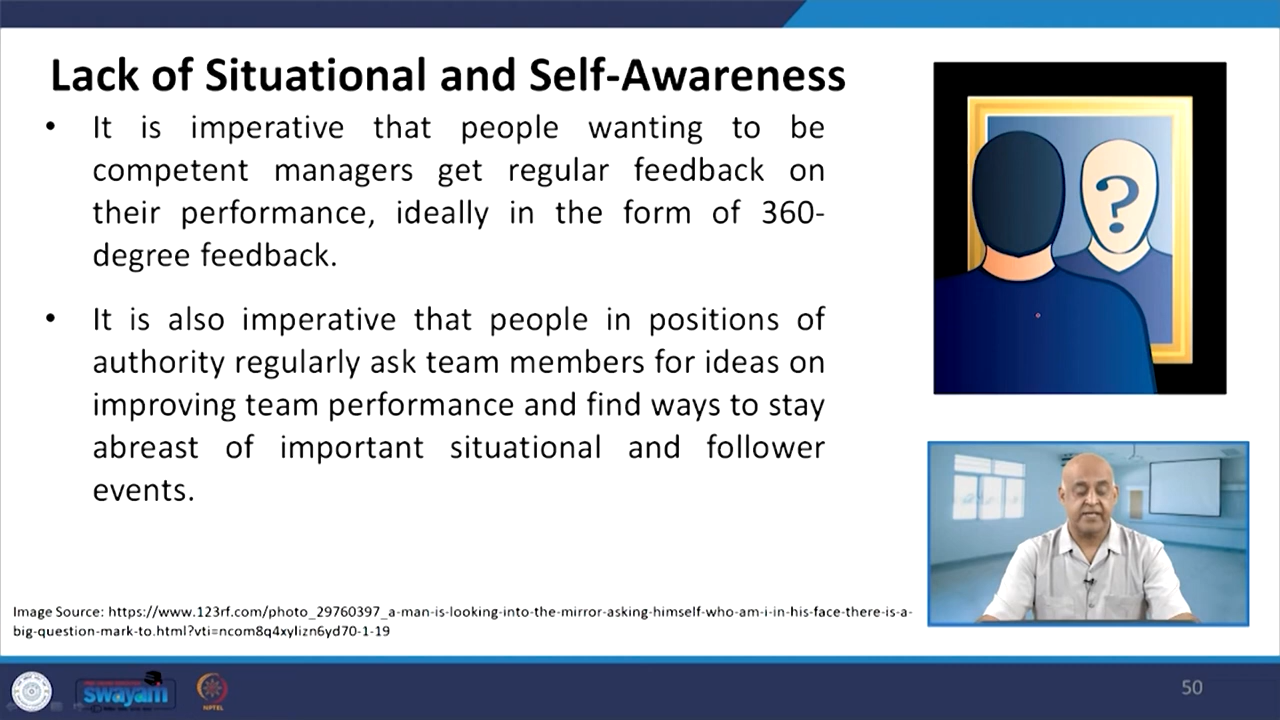 Lack of Situational and Self-Awareness
• It is imperative that people wanting to be
competent managers get regular feedback on
their performance, ideally in the form of 360-
degree feedback.
• It is also imperative that people in positions of
authority regularly ask team members for ideas on
improving team performance and find ways to stay
abreast of important situational and follower
events.
?
Image Source: https://www.123rf.com/photo_29760397_a-man-is-looking-into-the-mirror-asking-himself-who-am-i-in-his-face-there-is-a-
big-question-mark-to.html?vti=ncom8q4xylizn6yd70-1-19
swayam
NPTEL
50